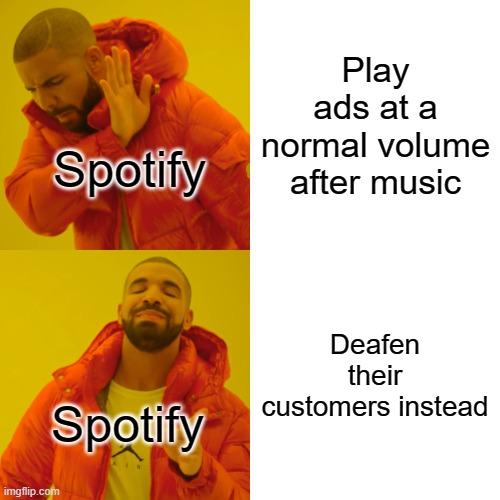 Spotify
Play
ads at a
normal volume
after music
Spotify
Deafen
their
customers instead
imgflip.com